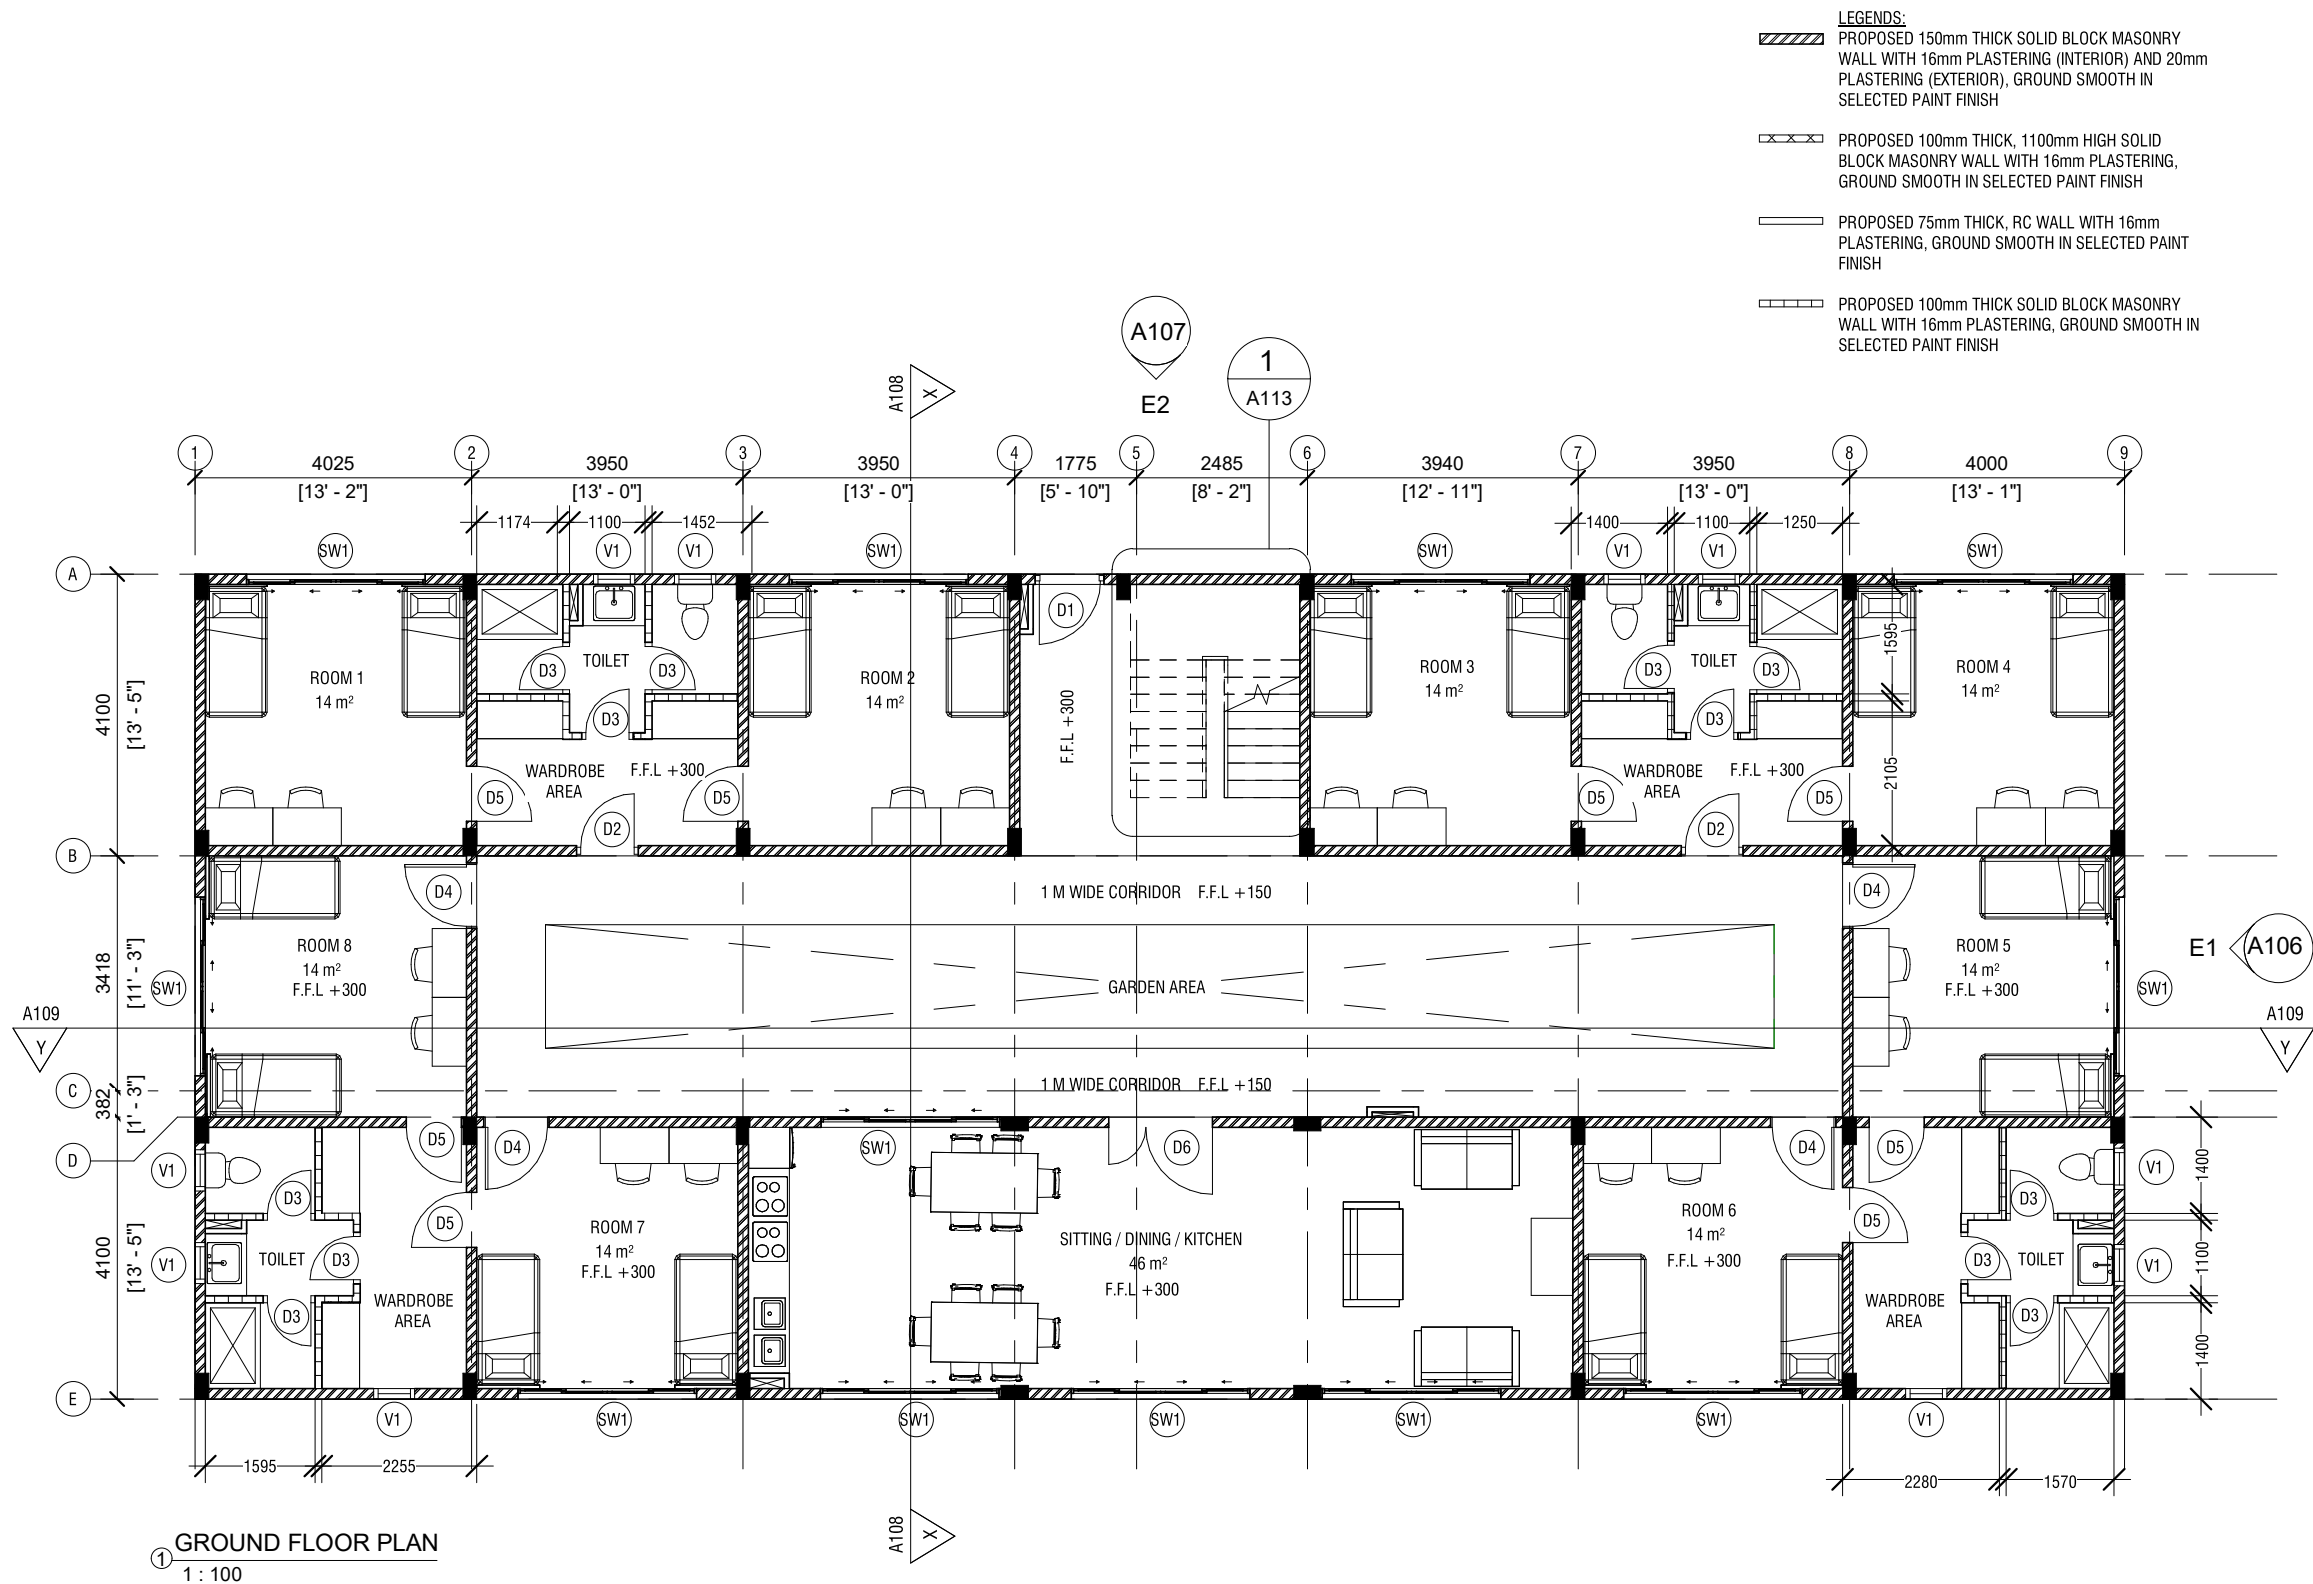 LEGENDS:
PROPOSED 150mm THICK SOLID BLOCK MASONRY
WALL WITH 16mm PLASTERING (INTERIOR) AND 20mm
PLASTERING (EXTERIOR), GROUND SMOOTH IN
SELECTED PAINT FINISH
PROPOSED 100mm THICK, 1100mm HIGH SOLID
BLOCK MASONRY WALL WITH 16mm PLASTERING,
GROUND SMOOTH IN SELECTED PAINT FINISH
PROPOSED 75mm THICK, RC WALL WITH 16mm
PLASTERING, GROUND SMOOTH IN SELECTED PAINT
FINISH
PROPOSED 100mm THICK SOLID BLOCK MASONRY
WALL WITH 16mm PLASTERING, GROUND SMOOTH IN
SELECTED PAINT FINISH
A107
E2
1
A113
A108
X
1 2 3 4 5 6 7 8 9
4025 3950 3950 1775 2485 3940 3950 4000
[13' - 2"] [13' - 0"] [13' - 0"] [5' - 10"] [8' - 2"] [12' - 11"] [13' - 0"] [13' - 1"]
1174 1100 1452 1400 1100 1250
SW1 V1 V1 SW1 SW1 V1 V1 SW1
A
D1
1595
D3 TOILET D3 D3 TOILET D3
ROOM 1 ROOM 2 ROOM 3 ROOM 4
14 m² 14 m² 14 m² 14 m²
4100
[13' - 5"]
D3 D3
F.F.L +300
WARDROBE AREA F.F.L +300
WARDROBE AREA F.F.L +300
2105
D5 D5 D5 D5
D2 D2
B
D4 1 M WIDE CORRIDOR F.F.L +150 D4
ROOM 8
14 m²
F.F.L +300
ROOM 5
14 m²
F.F.L +300
E1 A106
3418
[11' - 3"]
SW1 GARDEN AREA SW1
A109
Y
A109
Y
C
382
[1' - 3"]
1 M WIDE CORRIDOR F.F.L +150
D5 D4 SW1 D6 D4 D5
D
V1 V1
1400
D3 D3
D5 D5
ROOM 7
14 m²
F.F.L +300
SITTING / DINING / KITCHEN
46 m²
F.F.L +300
ROOM 6
14 m²
F.F.L +300
4100
[13' - 5"]
V1 TOILET D3 D3 TOILET V1
1100
WARDROBE
AREA
WARDROBE
AREA
D3 D3
1400
E
V1 SW1 SW1 SW1 SW1 SW1 V1
1595 2255 2280 1570
A108
X
1 GROUND FLOOR PLAN
1 : 100